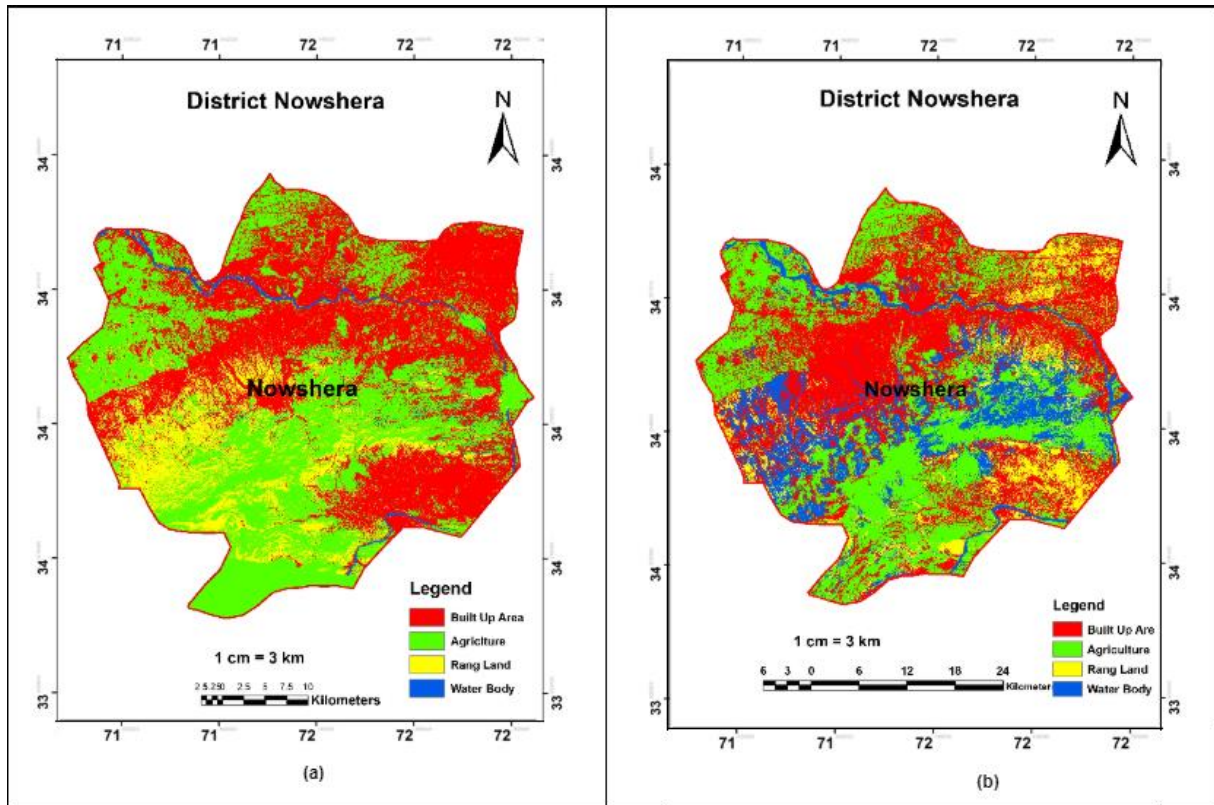 71 71 72 72 72
District Nowshera
N
34
34
34
34
33
34
34
34
34
33
Nowshera
Legend
Built Up Area
Agriclture
Rang Land
Water Body
1 cm = 3 km
Kilometers
71 71 72 72 72
(a)
71 71 72 72 72
District Nowshera
N
34
34
34
34
33
34
34
34
34
33
Nowshera
Legend
Built Up Are
Agriculture
Rang Land
Water Body
1 cm = 3 km
6 3 0 6 12 18 24
Kilometer
71 71 72 72 72
(b)